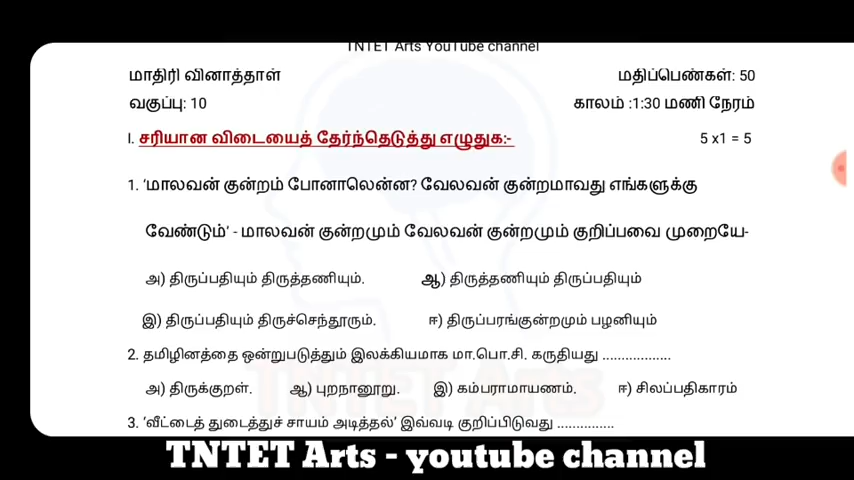 TNTET Arts YouTube channel
மாதிரி வினாத்தாள் மதிப்பெண்கள்: 50
வகுப்பு: 10 காலம் :1:30 மணி நேரம்
I. சரியான விடையைத் தேர்ந்தெடுத்து எழுதுக:- 5 x1 = 5
1. ‘மாலவன் குன்றம் போனாலென்ன? வேலவன் குன்றமாவது எங்களுக்கு
வேண்டும்’ - மாலவன் குன்றமும் வேலவன் குன்றமும் குறிப்பவை முறையே-
அ) திருப்பதியும் திருத்தணியும். ஆ) திருத்தணியும் திருப்பதியும்
இ) திருப்பதியும் திருச்செந்தூரும். ஈ) திருப்பரங்குன்றமும் பழனியும்
2. தமிழினத்தை ஒன்றுபடுத்தும் இலக்கியமாக மா.பொ.சி. கருதியது .................
அ) திருக்குறள். ஆ) புறநானூறு. இ) கம்பராமாயணம். ஈ) சிலப்பதிகாரம்
3. ‘வீட்டைத் துடைத்துச் சாயம் அடித்தல்’ இவ்வடி குறிப்பிடுவது ..............
TNTET Arts
TNTET Arts - youtube channel